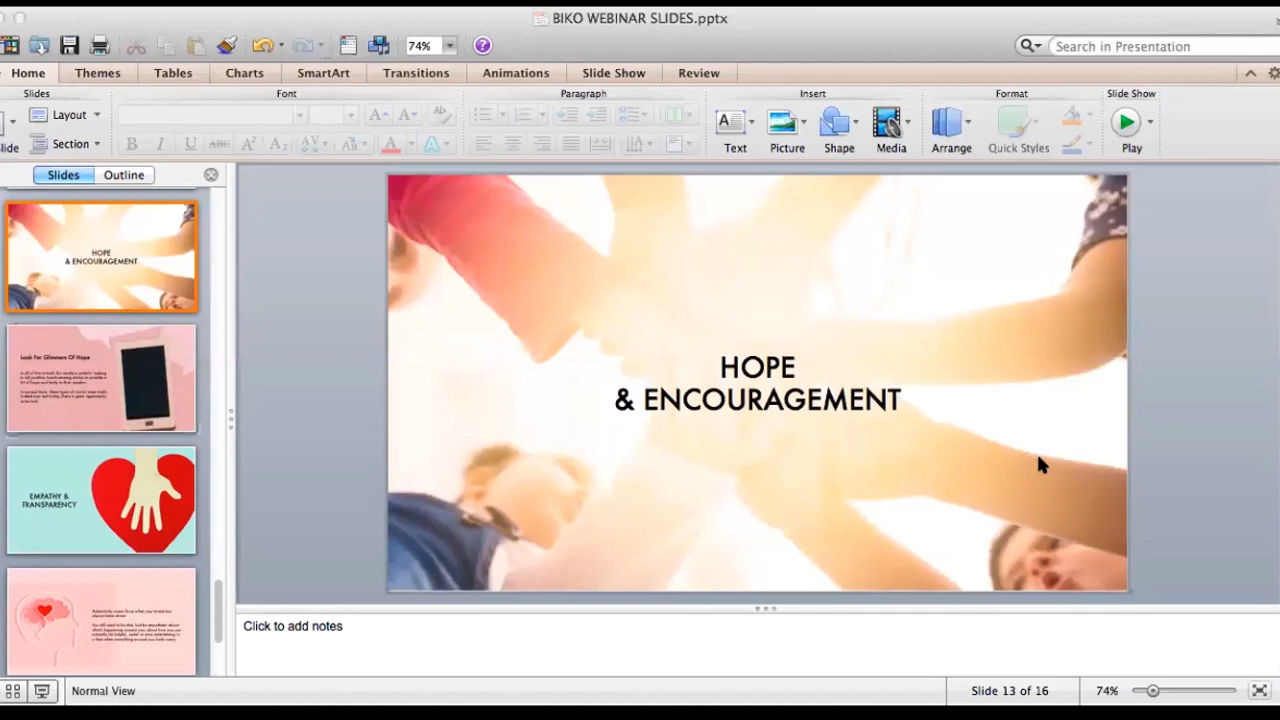 BIKO WEBINAR SLIDES.pptx
74%
Search in Presentation
Home Themes Tables Charts SmartArt Transitions Animations Slide Show Review
Slides Font Paragraph Insert Format Slide Show
Layout
Section
B I U ABC A² A
Text Picture Shape Media Arrange Quick Styles Play
Slides Outline
HOPE
& ENCOURAGEMENT
Look For Glimmers Of Hope
EMPATHY &
TRANSPARENCY
HOPE
& ENCOURAGEMENT
Click to add notes
Normal View
Slide 13 of 16
74%